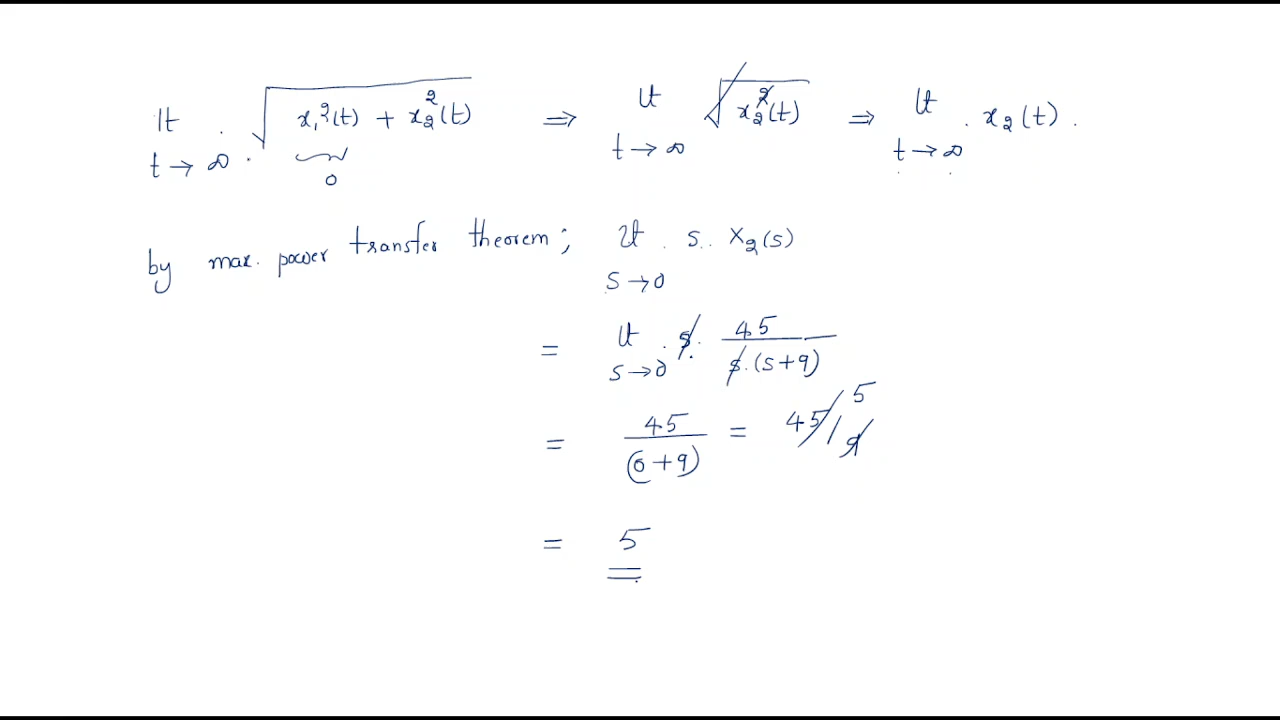 lt t→∞ . √(x₁²(t) + x₂²(t)) ⇒ lt t→∞ √(x₂²(t)) ⇒ lt t→∞ . x₂(t) .
0
by max. power transfer theorem; lt s→0 . s . X₂(s)
= lt s→0 . s . 45 / s.(s+9)
= 45 / (0+9) = 45/9 5
= 5